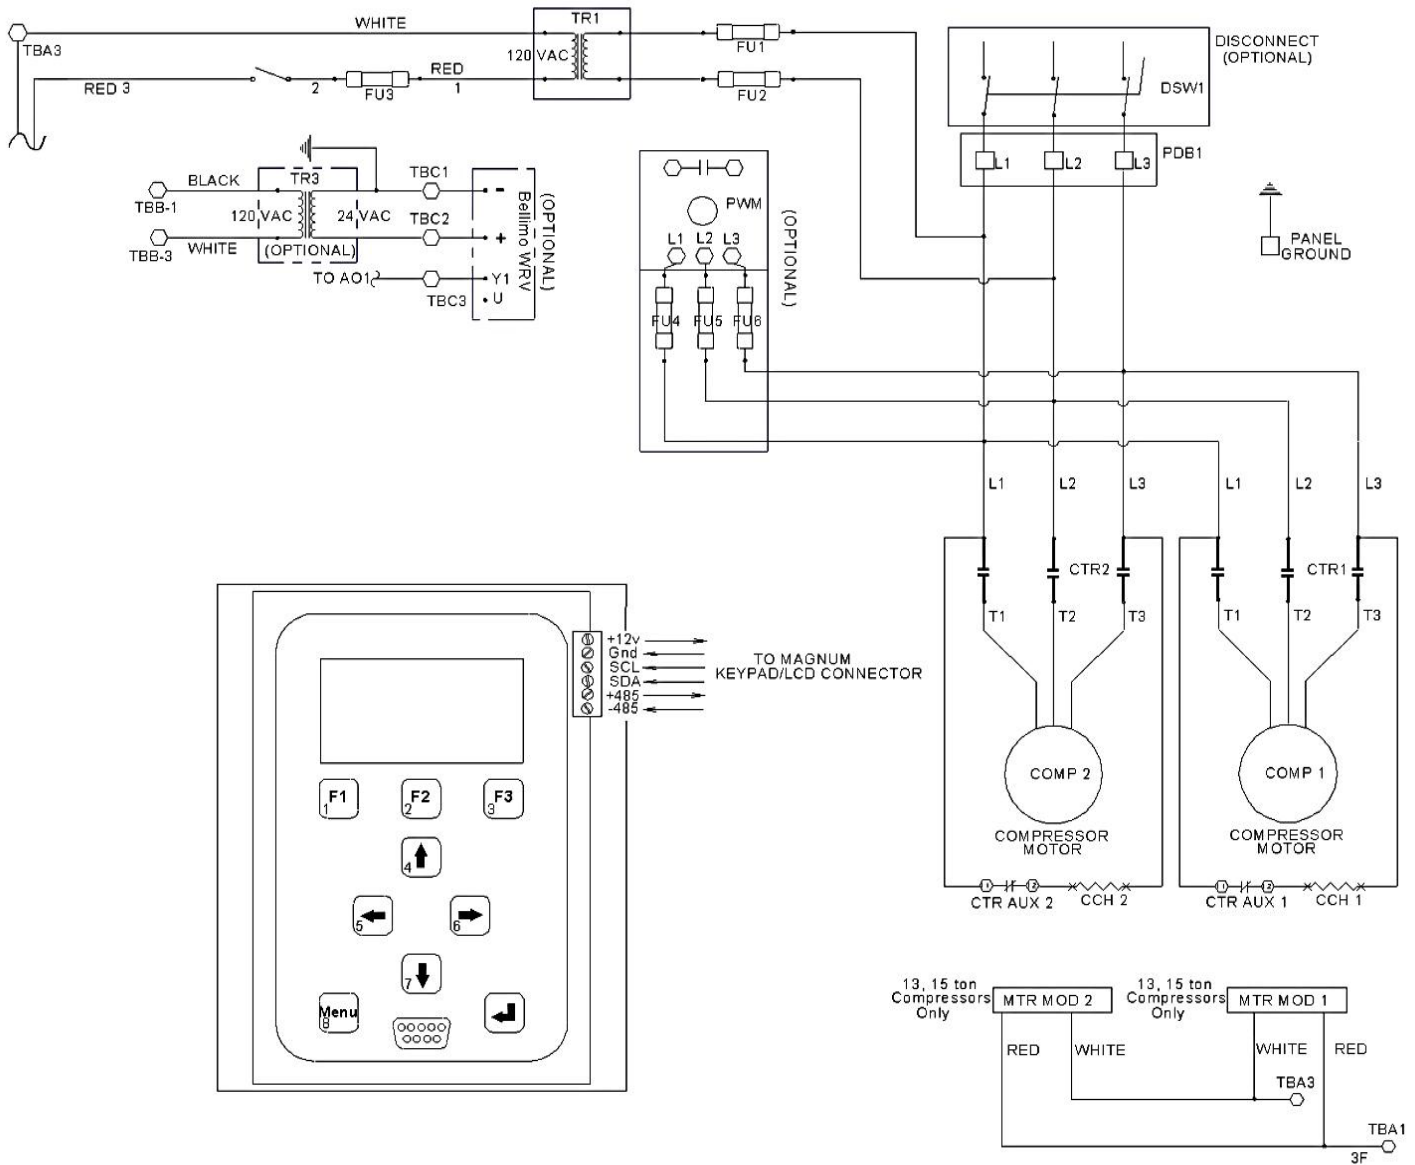 WHITE
TR1
TBA3
120 VAC
FU1
RED 3
2
FU3
RED
1
FU2
DISCONNECT
(OPTIONAL)
DSW1
PDB1
L1
L2
L3
BLACK
TR3
TBC1
-
TBB-1
120 VAC
24 VAC
TBC2
+
TBB-3
WHITE
(OPTIONAL)
TO AO1
TBC3
Y1
U
Bellimo WRV
(OPTIONAL)
PWM
L1
L2
L3
(OPTIONAL)
FU4
FU5
FU6
PANEL
GROUND
L1
L2
L3
L1
L2
L3
CTR2
CTR1
T1
T2
T3
T1
T2
T3
COMP 2
COMP 1
COMPRESSOR
MOTOR
COMPRESSOR
MOTOR
1
2
1
2
CTR AUX 2
CCH 2
CTR AUX 1
CCH 1
+12v
Gnd
SCL
SDA
+485
-485
TO MAGNUM
KEYPAD/LCD CONNECTOR
F1
1
F2
2
F3
3
4
5
6
7
Menu
8
13, 15 ton
Compressors
Only
MTR MOD 2
13, 15 ton
Compressors
Only
MTR MOD 1
RED
WHITE
WHITE
RED
TBA3
TBA1
3F